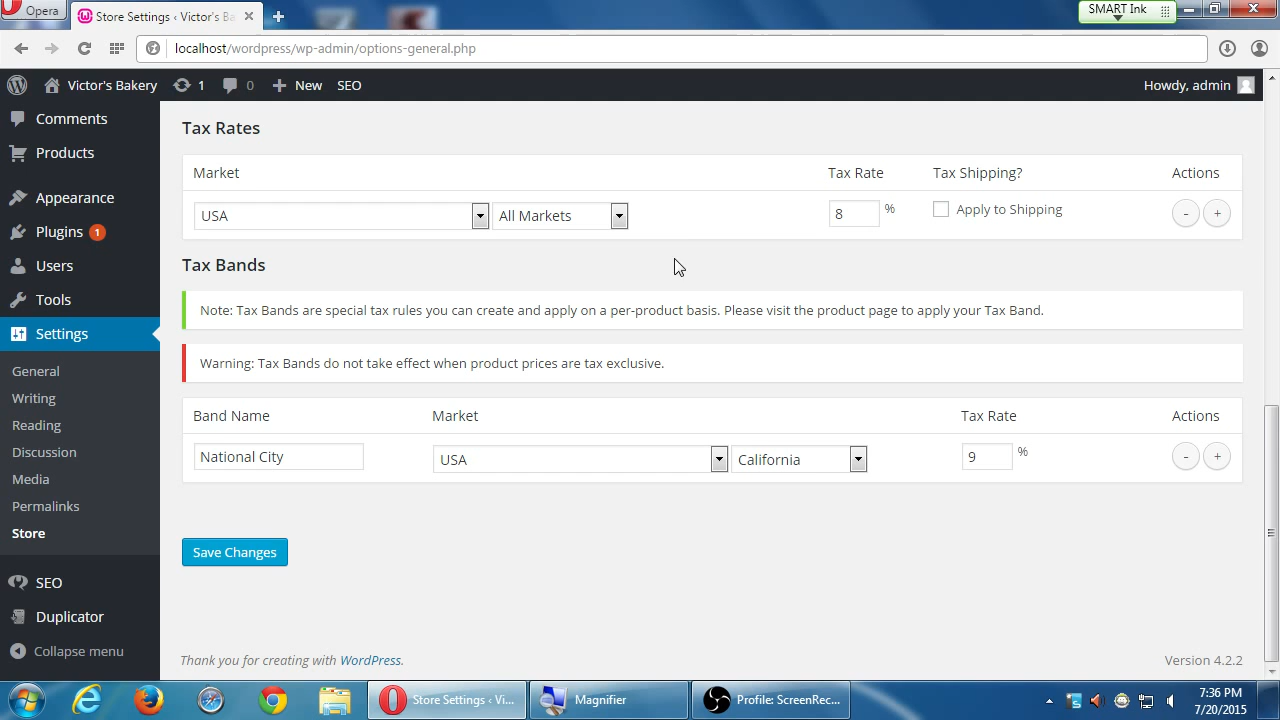 Opera
Store Settings ‹ Victor's Ba
SMART Ink
localhost/wordpress/wp-admin/options-general.php
Victor's Bakery
1
0
New
SEO
Howdy, admin
Comments
Products
Appearance
Plugins 1
Users
Tools
Settings
General
Writing
Reading
Discussion
Media
Permalinks
Store
SEO
Duplicator
Collapse menu
Tax Rates
Market
Tax Rate
Tax Shipping?
Actions
USA
All Markets
8
%
Apply to Shipping
-
+
Tax Bands
Note: Tax Bands are special tax rules you can create and apply on a per-product basis. Please visit the product page to apply your Tax Band.
Warning: Tax Bands do not take effect when product prices are tax exclusive.
Band Name
Market
Tax Rate
Actions
National City
USA
California
9
%
-
+
Save Changes
Thank you for creating with WordPress.
Version 4.2.2
Store Settings ‹ Vi...
Magnifier
Profile: ScreenRec...
7:36 PM
7/20/2015